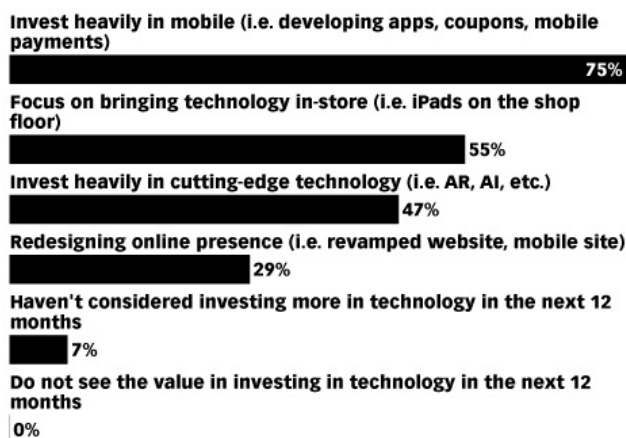 Invest heavily in mobile (i.e. developing apps, coupons, mobile
payments)
75%
Focus on bringing technology in-store (i.e. iPads on the shop
floor)
55%
Invest heavily in cutting-edge technology (i.e. AR, AI, etc.)
47%
Redesigning online presence (i.e. revamped website, mobile site)
29%
Haven't considered investing more in technology in the next 12
months
7%
Do not see the value in investing in technology in the next 12
months
0%